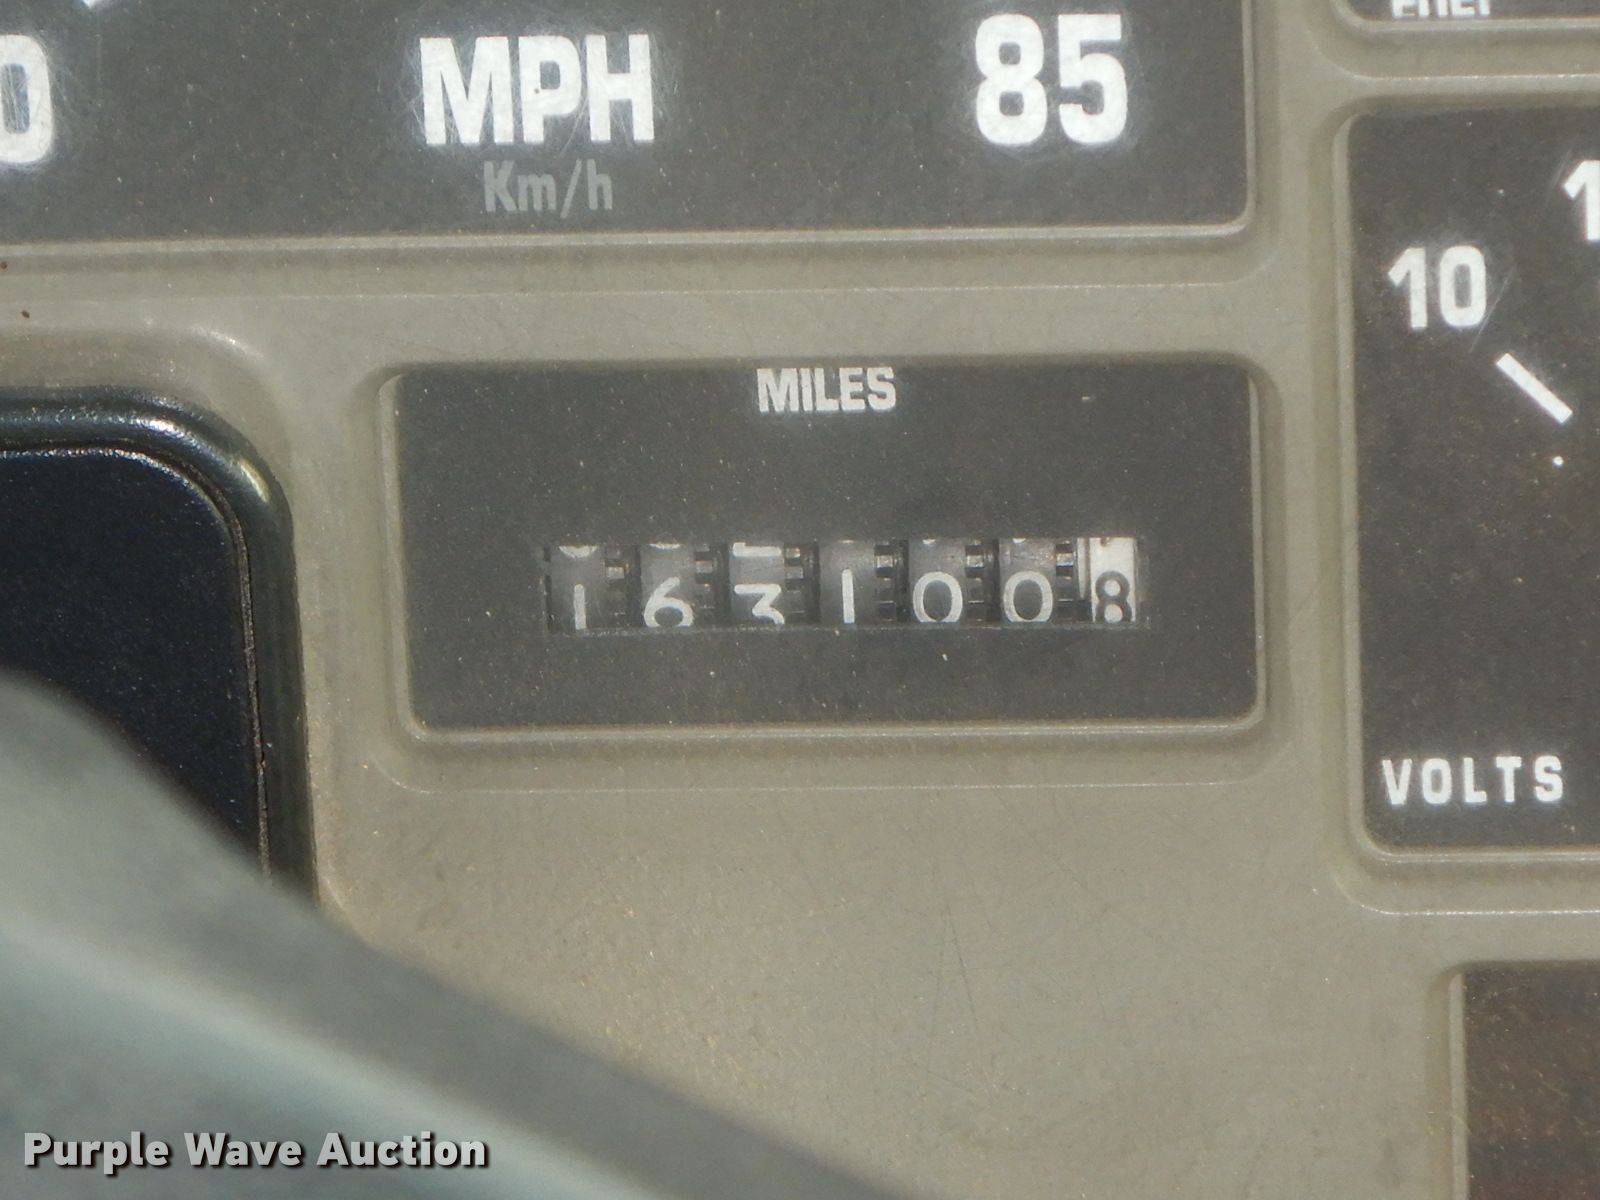 MPH
85
Km/h
10
MILES
1631008
VOLTS
Purple Wave Auction